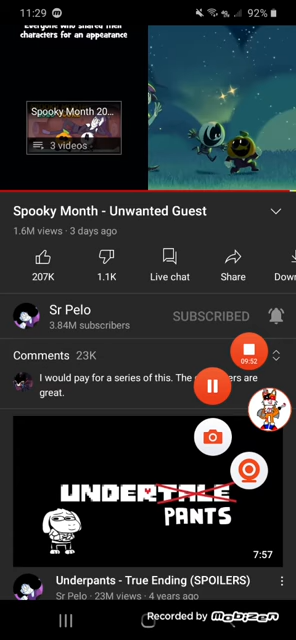 11:29
92%
Everyone who shared their
characters for an appearance
Spooky Month 20...
3 videos
Spooky Month - Unwanted Guest
1.6M views · 3 days ago
207K
1.1K
Live chat
Share
Down
Sr Pelo
3.84M subscribers
SUBSCRIBED
09:52
Comments 23K
I would pay for a series of this. The ers are
great.
UNDERTALE
PANTS
7:57
Underpants - True Ending (SPOILERS)
Sr Pelo · 23M views · 4 years ago
Recorded by mobizen